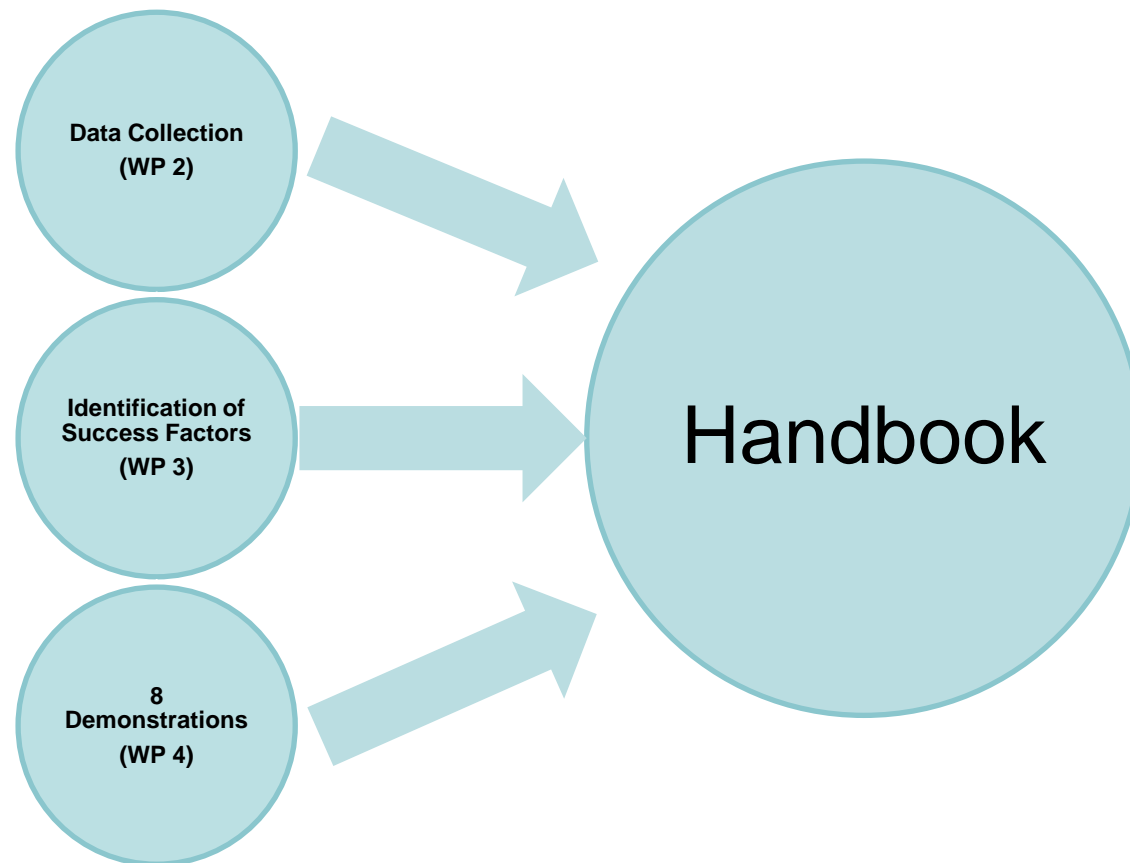 Data Collection
(WP 2)
Identification of
Success Factors
(WP 3)
8
Demonstrations
(WP 4)
Handbook